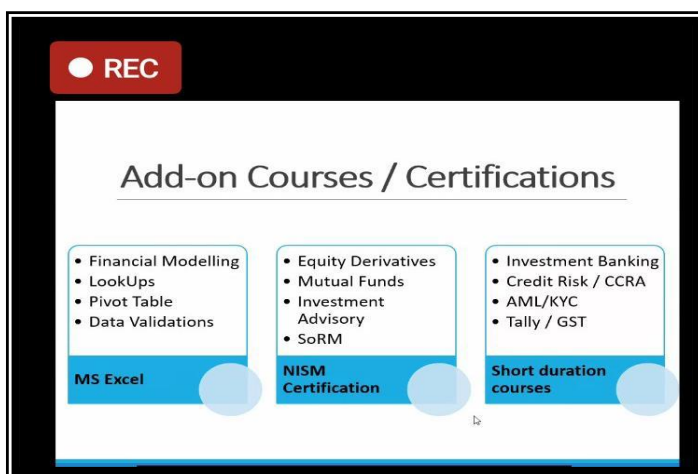 REC
Add-on Courses / Certifications
• Financial Modelling
• LookUps
• Pivot Table
• Data Validations
MS Excel
• Equity Derivatives
• Mutual Funds
• Investment
Advisory
• SoRM
NISM
Certification
• Investment Banking
• Credit Risk / CCRA
• AML/KYC
• Tally / GST
Short duration
courses